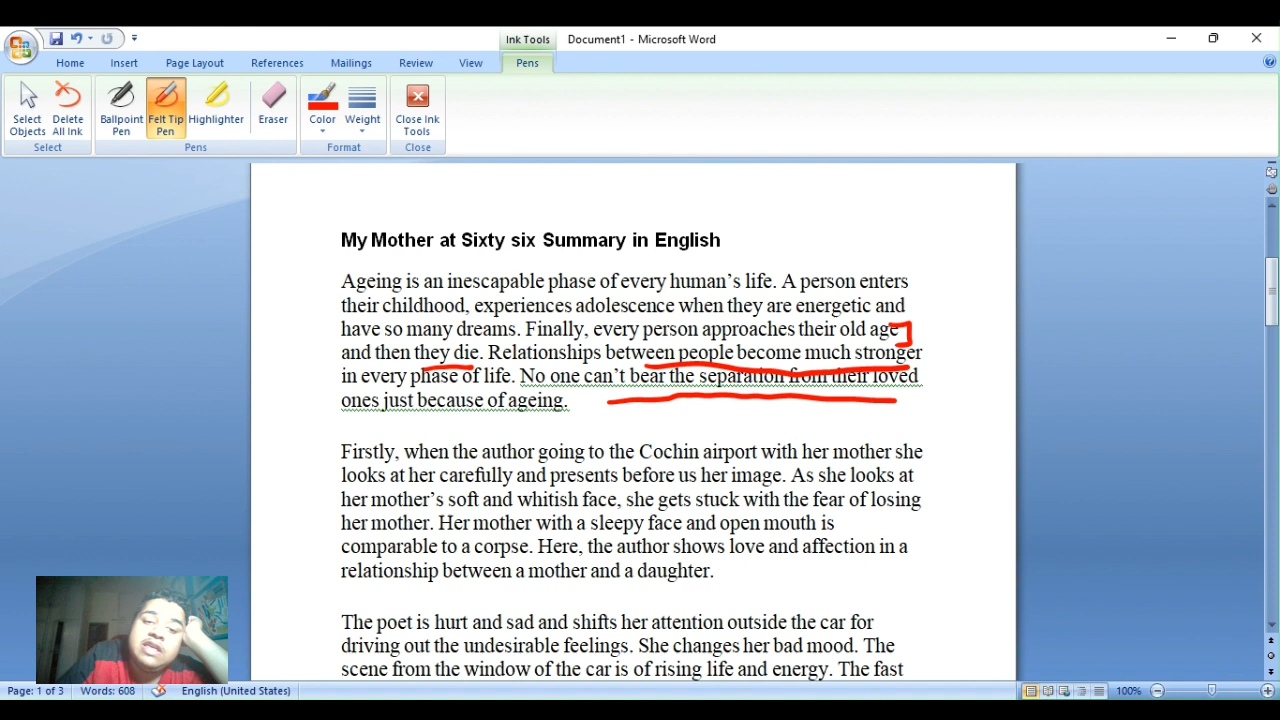 Ink Tools Document1 - Microsoft Word
Home Insert Page Layout References Mailings Review View Pens
Select Objects Delete All Ink Ballpoint Pen Felt Tip Pen Highlighter Eraser Color Weight Close Ink Tools
Select Pens Format Close
My Mother at Sixty six Summary in English
Ageing is an inescapable phase of every human’s life. A person enters
their childhood, experiences adolescence when they are energetic and
have so many dreams. Finally, every person approaches their old age
and then they die. Relationships between people become much stronger
in every phase of life. No one can’t bear the separation from their loved
ones just because of ageing.
Firstly, when the author going to the Cochin airport with her mother she
looks at her carefully and presents before us her image. As she looks at
her mother’s soft and whitish face, she gets stuck with the fear of losing
her mother. Her mother with a sleepy face and open mouth is
comparable to a corpse. Here, the author shows love and affection in a
relationship between a mother and a daughter.
The poet is hurt and sad and shifts her attention outside the car for
driving out the undesirable feelings. She changes her bad mood. The
scene from the window of the car is of rising life and energy. The fast
Page: 1 of 3 Words: 608 English (United States) 100%